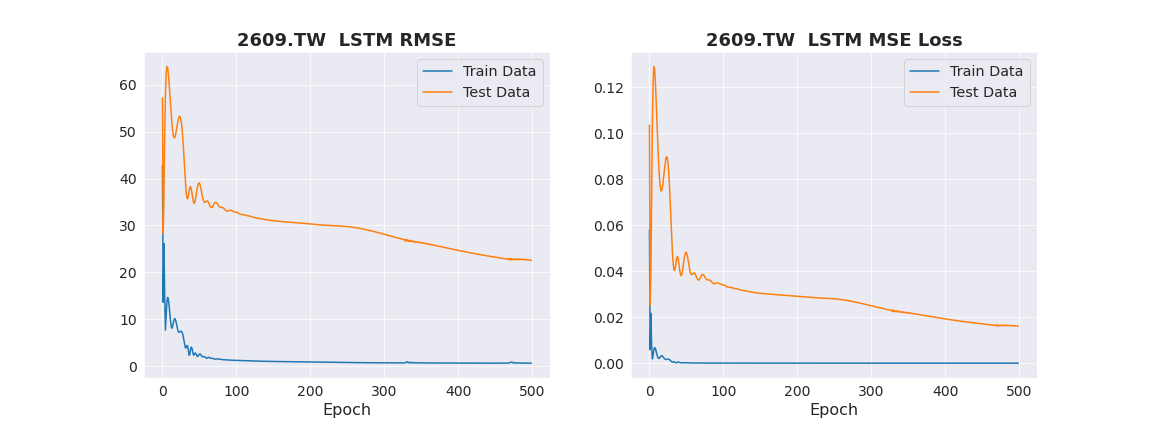 2609.TW  LSTM RMSE
Train Data
Test Data
60
50
40
30
20
10
0
0 100 200 300 400 500
Epoch
2609.TW  LSTM MSE Loss
Train Data
Test Data
0.12
0.10
0.08
0.06
0.04
0.02
0.00
0 100 200 300 400 500
Epoch